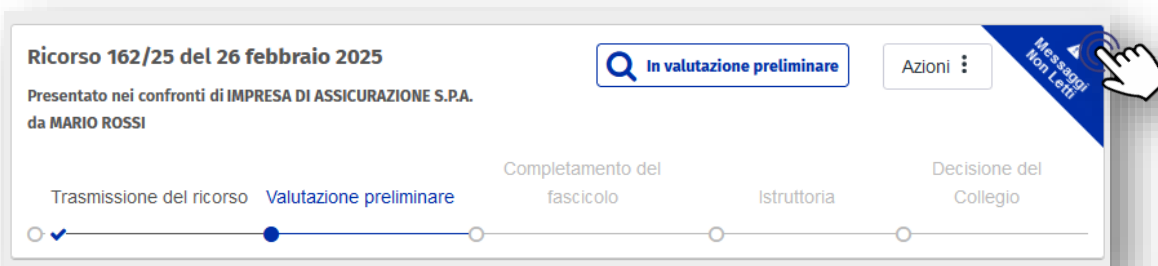 Ricorso 162/25 del 26 febbraio 2025
In valutazione preliminare
Azioni
Messaggi
Non Letti
Presentato nei confronti di IMPRESA DI ASSICURAZIONE S.P.A.
da MARIO ROSSI
Trasmissione del ricorso
Valutazione preliminare
Completamento del
fascicolo
Istruttoria
Decisione del
Collegio